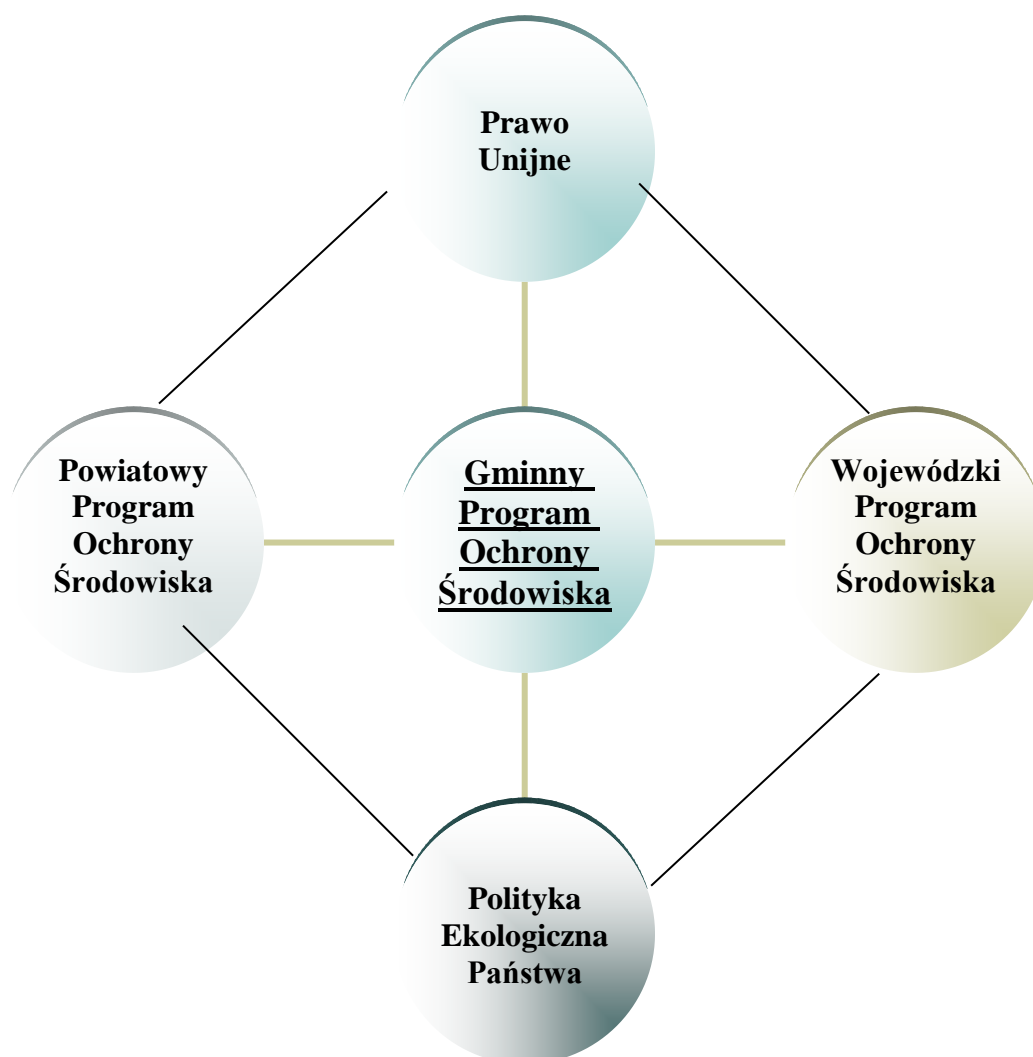 Prawo
Unijne
Powiatowy
Program
Ochrony
Środowiska
Gminny
Program
Ochrony
Środowiska
Wojewódzki
Program
Ochrony
Środowiska
Polityka
Ekologiczna
Państwa